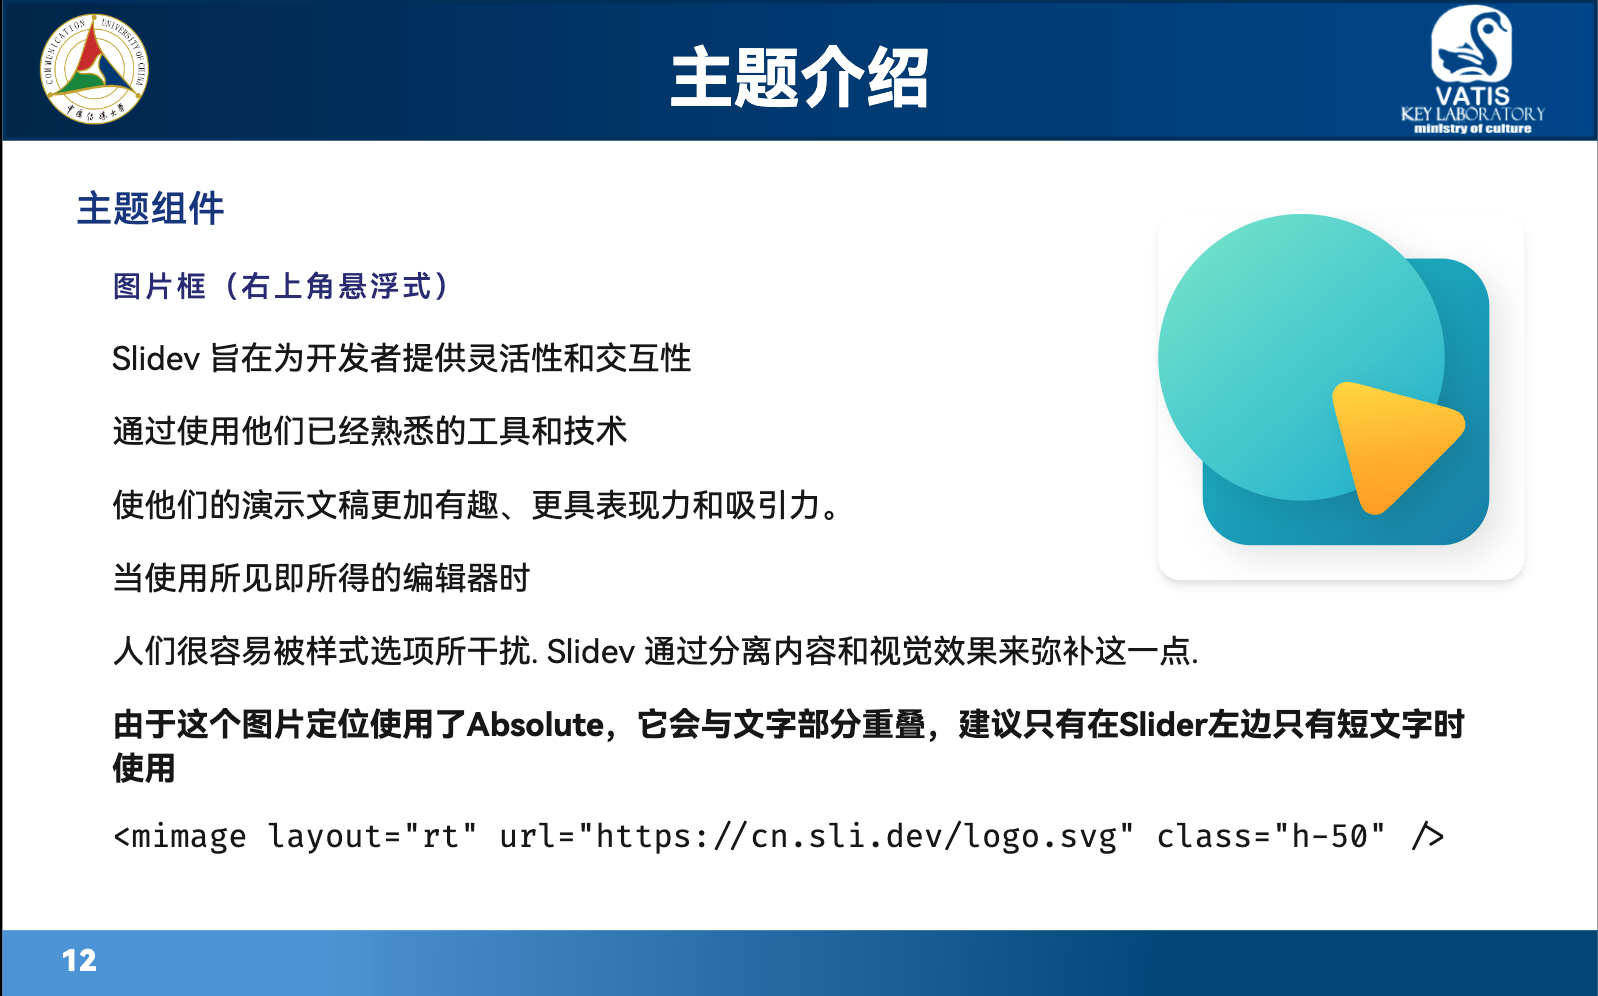 COMMUNICATION UNIVERSITY OF CHINA
中国传媒大学
主题介绍
VATIS
KEY LABORATORY
ministry of culture
主题组件
图片框（右上角悬浮式）
Slidev 旨在为开发者提供灵活性和交互性
通过使用他们已经熟悉的工具和技术
使他们的演示文稿更加有趣、更具表现力和吸引力。
当使用所见即所得的编辑器时
人们很容易被样式选项所干扰. Slidev 通过分离内容和视觉效果来弥补这一点.
由于这个图片定位使用了Absolute，它会与文字部分重叠，建议只有在Slider左边只有短文字时
使用
<mimage layout="rt" url="https://cn.sli.dev/logo.svg" class="h-50" />
12